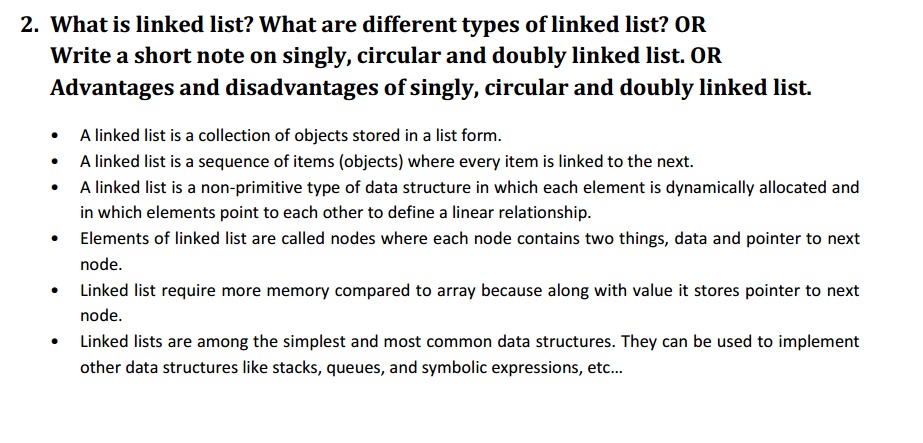 2. What is linked list? What are different types of linked list? OR
Write a short note on singly, circular and doubly linked list. OR
Advantages and disadvantages of singly, circular and doubly linked list.
• A linked list is a collection of objects stored in a list form.
• A linked list is a sequence of items (objects) where every item is linked to the next.
• A linked list is a non-primitive type of data structure in which each element is dynamically allocated and
in which elements point to each other to define a linear relationship.
• Elements of linked list are called nodes where each node contains two things, data and pointer to next
node.
• Linked list require more memory compared to array because along with value it stores pointer to next
node.
• Linked lists are among the simplest and most common data structures. They can be used to implement
other data structures like stacks, queues, and symbolic expressions, etc...